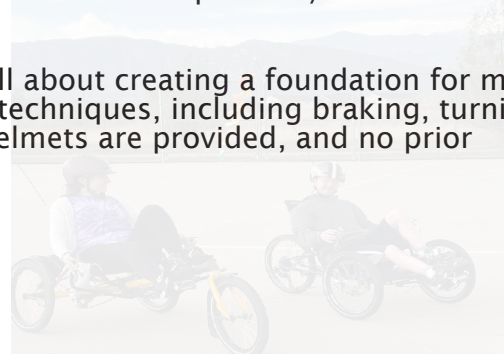 ll about creating a foundation for m
techniques, including braking, turni
elmets are provided, and no prior